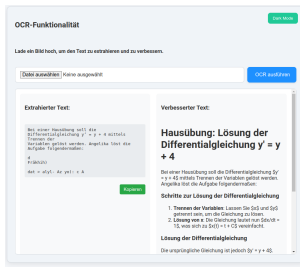 Dark Mode
OCR-Funktionalität
Lade ein Bild hoch, um den Text zu extrahieren und zu verbessern.
Datei auswählen Keine ausgewählt
OCR ausführen
Extrahierter Text:
Bei einer Hausübung soll die
Differentialgleichung y' = y + 4 mittels
Trennen der
Variablen gelöst werden. Angelika löst die
Aufgabe folgendermaßen:
Kopieren
Verbesserter Text:
Hausübung: Lösung der
Differentialgleichung y' = y
+ 4
Bei einer Hausübung soll die Differentialgleichung $y'
= y + 4$ mittels Trennen der Variablen gelöst werden.
Angelika löst die Aufgabe folgendermaßen:
Schritte zur Lösung der Differentialgleichung
1. Trennen der Variablen: Lassen Sie $x$ und $y$
getrennt sein, um die Gleichung zu lösen.
2. Lösung von x: Die Gleichung lautet nun $dx/dt =
1$, was sich zu $x(t) = t + C$ vereinfacht.
Lösung der Differentialgleichung
Die ursprüngliche Gleichung ist jedoch $y' = y + 4$.